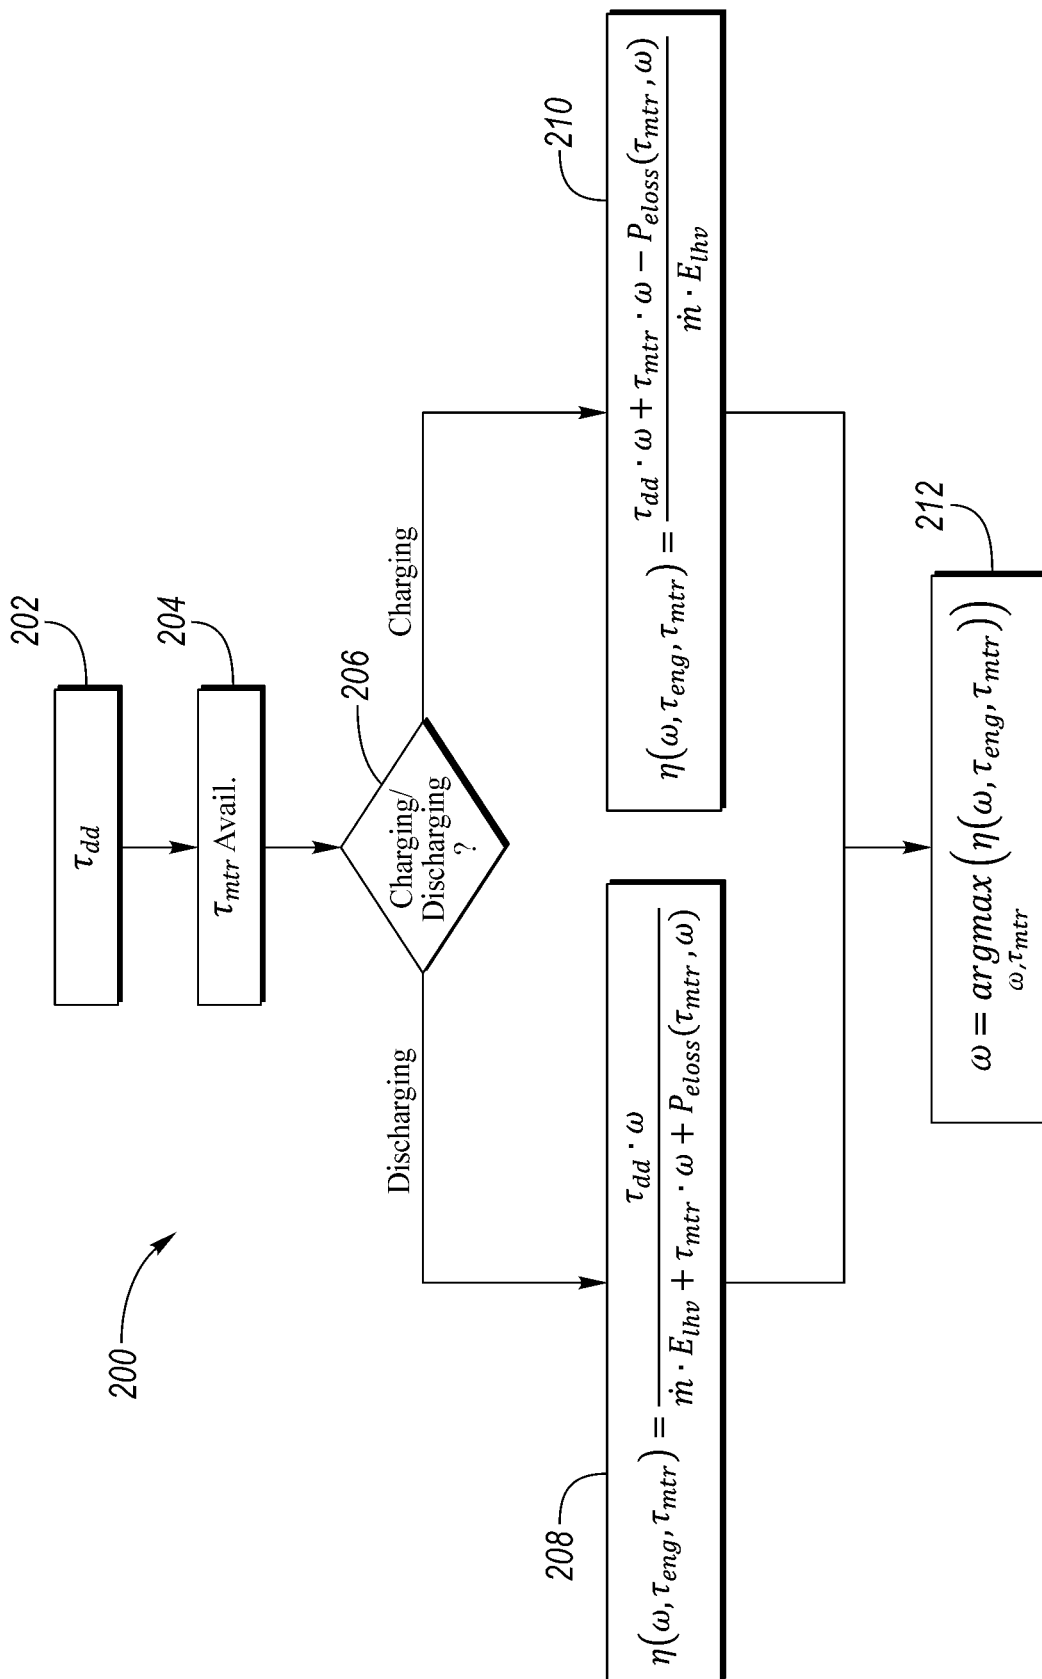 200
202
τ_dd
204
τ_mtr Avail.
206
Charging/
Discharging
?
Discharging
Charging
208
η(ω, τ_eng, τ_mtr) = τ_dd · ω / ṁ · E_lhv + τ_mtr · ω + P_eloss(τ_mtr, ω)
210
η(ω, τ_eng, τ_mtr) = τ_dd · ω + τ_mtr · ω − P_eloss(τ_mtr, ω) / ṁ · E_lhv
212
ω = argmax (η(ω, τ_eng, τ_mtr))
ω,τ_mtr